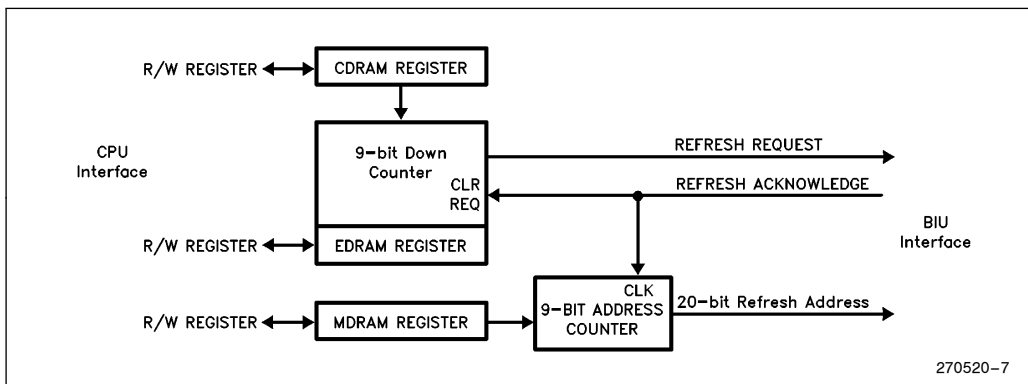 R/W REGISTER
CDRAM REGISTER
CPU
Interface
9-bit Down
Counter
CLR
REQ
REFRESH REQUEST
REFRESH ACKNOWLEDGE
BIU
Interface
R/W REGISTER
EDRAM REGISTER
R/W REGISTER
MDRAM REGISTER
CLK
9-BIT ADDRESS
COUNTER
20-bit Refresh Address
270520-7